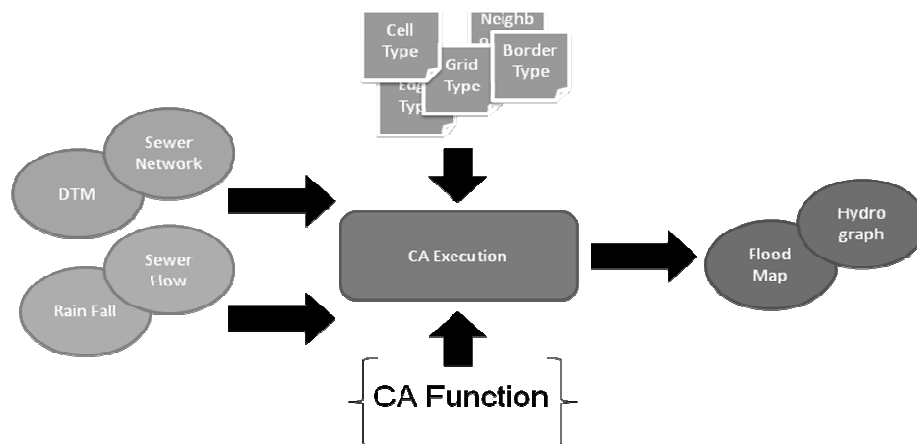 Cell
Type
Neighb
Border
Type
Grid
Type
Sewer
Network
DTM
Sewer
Flow
Rain Fall
CA Execution
Hydro
graph
Flood
Map
CA Function